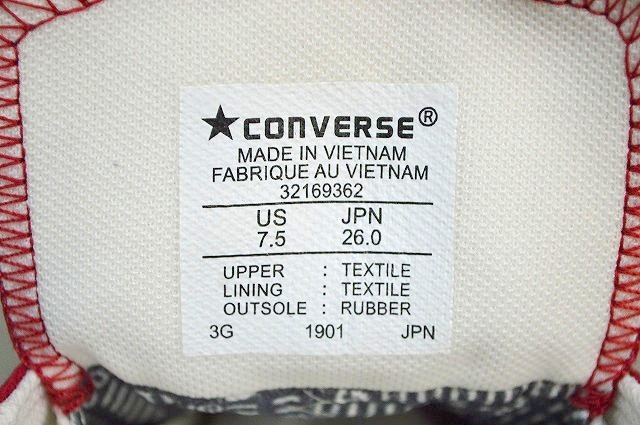 ★CONVERSE®
MADE IN VIETNAM
FABRIQUE AU VIETNAM
32169362
US JPN
7.5 26.0
UPPER : TEXTILE
LINING : TEXTILE
OUTSOLE : RUBBER
3G 1901 JPN